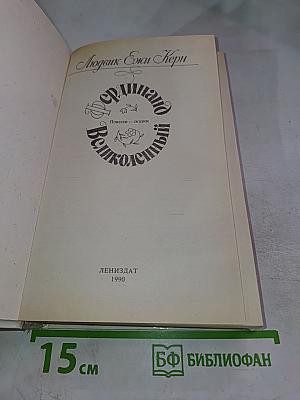 Людвик Ежи Керн
Фердинанд
Повести — сказки
Великолепный
ЛЕНИЗДАТ
1990
15 см
БФ БИБЛИОФАН